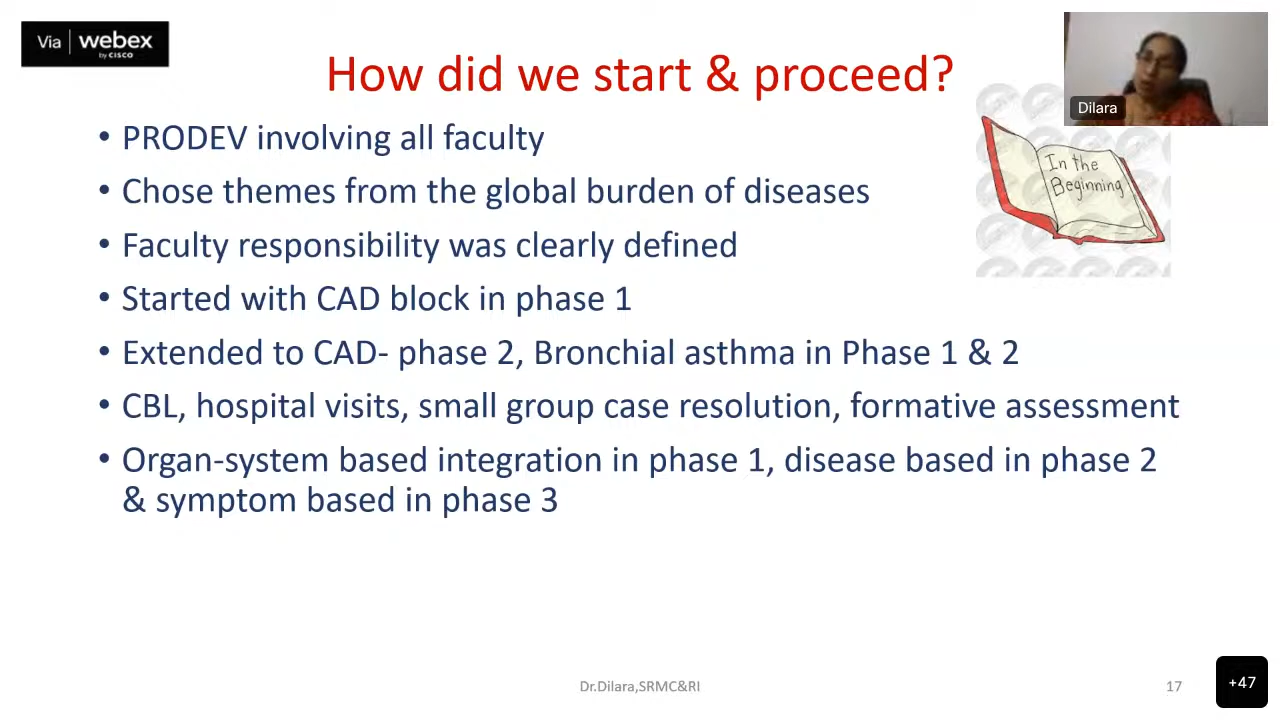 Via webex
by CISCO
How did we start & proceed?
Dilara
In the
Beginning
• PRODEV involving all faculty
• Chose themes from the global burden of diseases
• Faculty responsibility was clearly defined
• Started with CAD block in phase 1
• Extended to CAD- phase 2, Bronchial asthma in Phase 1 & 2
• CBL, hospital visits, small group case resolution, formative assessment
• Organ-system based integration in phase 1, disease based in phase 2
& symptom based in phase 3
Dr.Dilara,SRMC&RI
17
+47